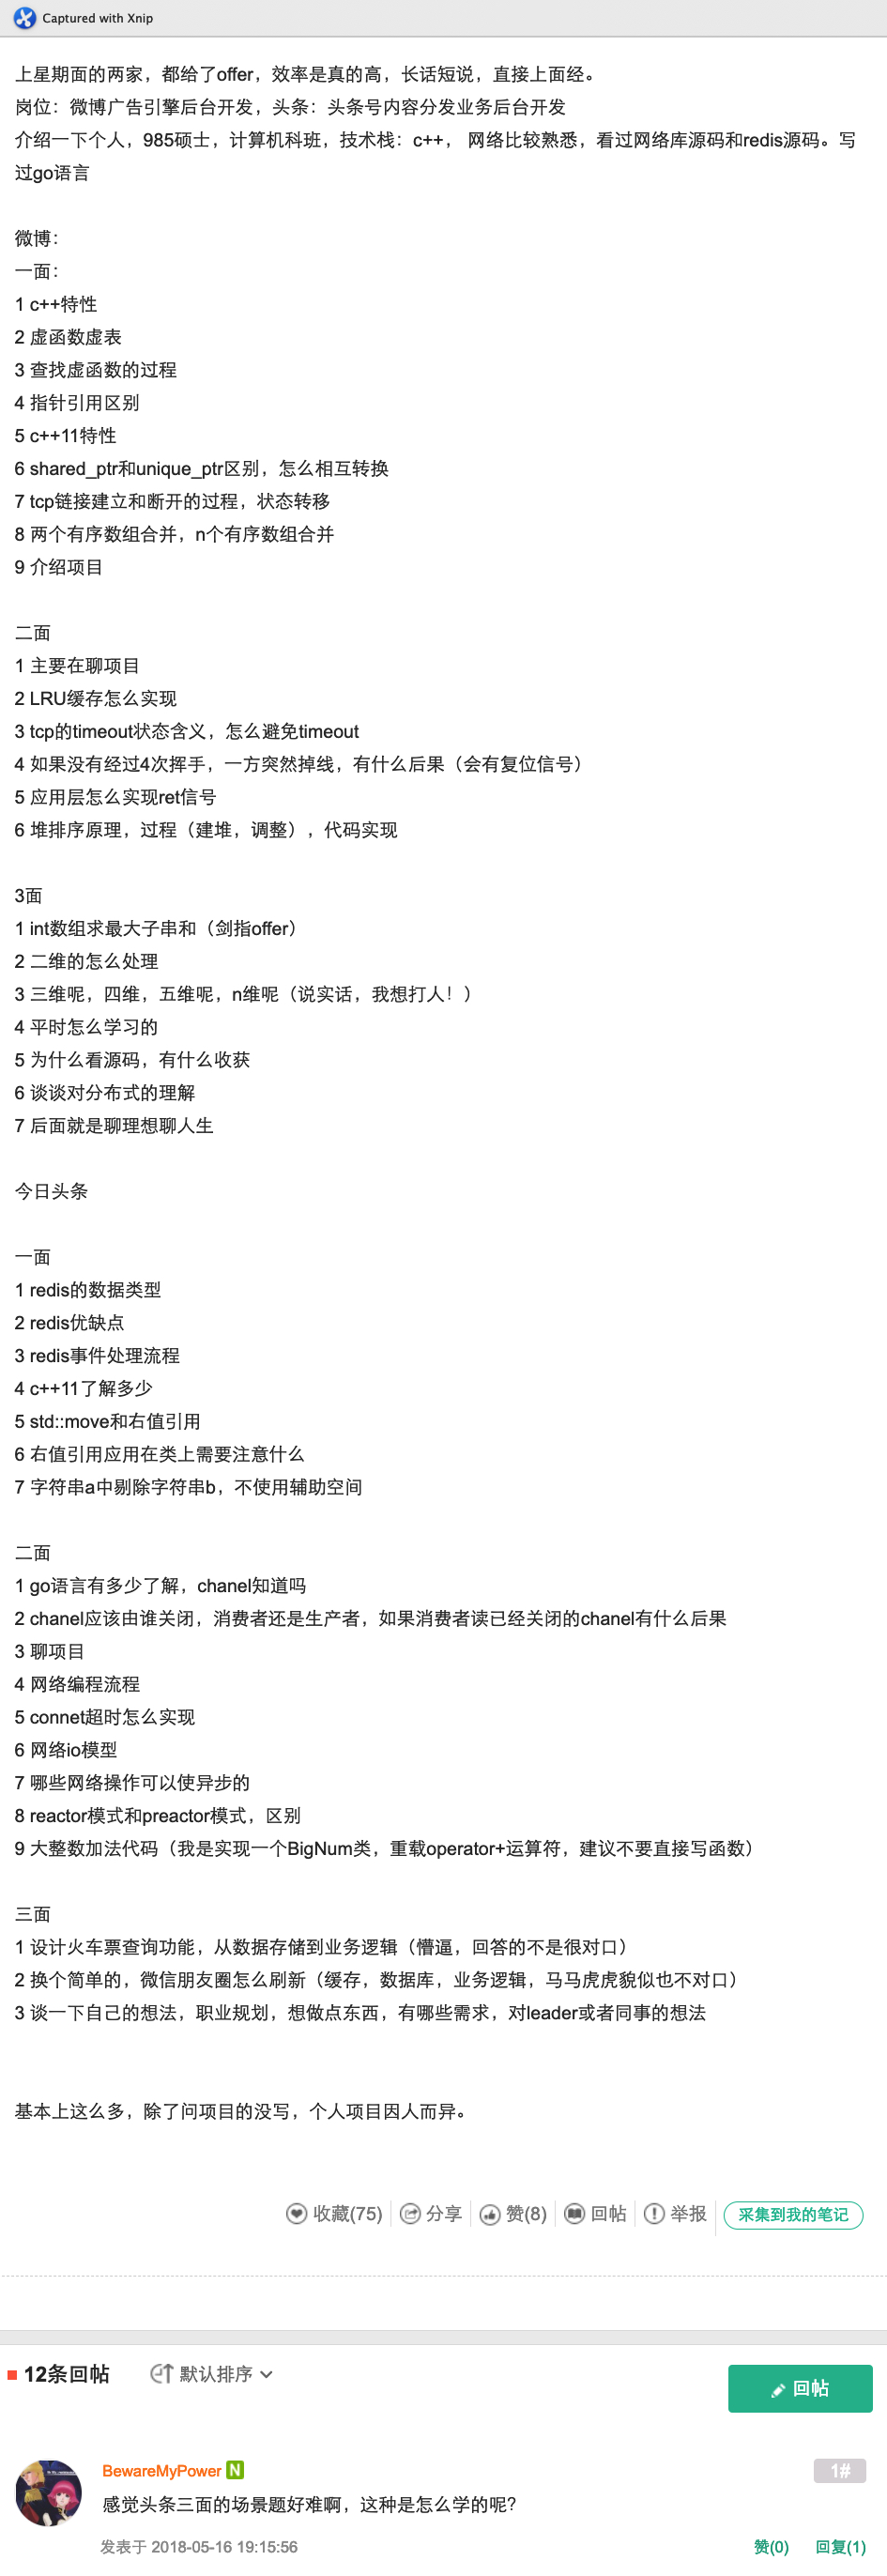 Captured with Xnip
上星期面的两家，都给了offer，效率是真的高，长话短说，直接上面经。
岗位：微博广告引擎后台开发，头条：头条号内容分发业务后台开发
介绍一下个人，985硕士，计算机科班，技术栈：c++， 网络比较熟悉，看过网络库源码和redis源码。写
过go语言
微博：
一面：
1 c++特性
2 虚函数虚表
3 查找虚函数的过程
4 指针引用区别
5 c++11特性
6 shared_ptr和unique_ptr区别，怎么相互转换
7 tcp链接建立和断开的过程，状态转移
8 两个有序数组合并，n个有序数组合并
9 介绍项目
二面
1 主要在聊项目
2 LRU缓存怎么实现
3 tcp的timeout状态含义，怎么避免timeout
4 如果没有经过4次挥手，一方突然掉线，有什么后果（会有复位信号）
5 应用层怎么实现ret信号
6 堆排序原理，过程（建堆，调整），代码实现
3面
1 int数组求最大子串和（剑指offer）
2 二维的怎么处理
3 三维呢，四维，五维呢，n维呢（说实话，我想打人！）
4 平时怎么学习的
5 为什么看源码，有什么收获
6 谈谈对分布式的理解
7 后面就是聊理想聊人生
今日头条
一面
1 redis的数据类型
2 redis优缺点
3 redis事件处理流程
4 c++11了解多少
5 std::move和右值引用
6 右值引用应用在类上需要注意什么
7 字符串a中剔除字符串b，不使用辅助空间
二面
1 go语言有多少了解，chanel知道吗
2 chanel应该由谁关闭，消费者还是生产者，如果消费者读已经关闭的chanel有什么后果
3 聊项目
4 网络编程流程
5 connet超时怎么实现
6 网络io模型
7 哪些网络操作可以使异步的
8 reactor模式和preactor模式，区别
9 大整数加法代码（我是实现一个BigNum类，重载operator+运算符，建议不要直接写函数）
三面
1 设计火车票查询功能，从数据存储到业务逻辑（懵逼，回答的不是很对口）
2 换个简单的，微信朋友圈怎么刷新（缓存，数据库，业务逻辑，马马虎虎貌似也不对口）
3 谈一下自己的想法，职业规划，想做点东西，有哪些需求，对leader或者同事的想法
基本上这么多，除了问项目的没写，个人项目因人而异。
收藏(75) 分享 赞(8) 回帖 举报 采集到我的笔记
12条回帖 默认排序 回帖
BewareMyPower N 1#
感觉头条三面的场景题好难啊，这种是怎么学的呢？
发表于 2018-05-16 19:15:56 赞(0) 回复(1)